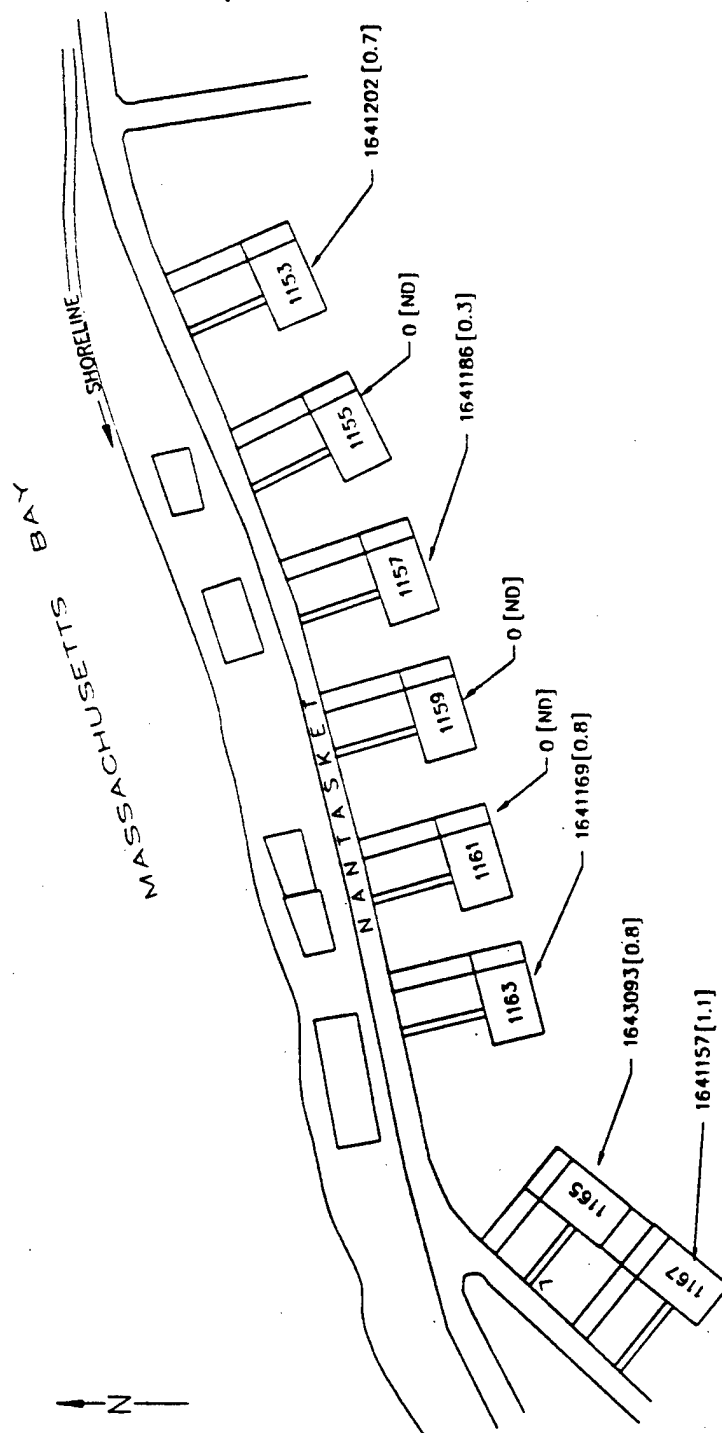 MASSACHUSETTS BAY
SHORELINE
NANTASKET
N
1153
1641202 [0.7]
1155
0 [ND]
1157
1641186 [0.3]
1159
0 [ND]
1161
0 [ND]
1163
1641169 [0.8]
1165
1643093 [0.8]
1167
1641157 [1.1]